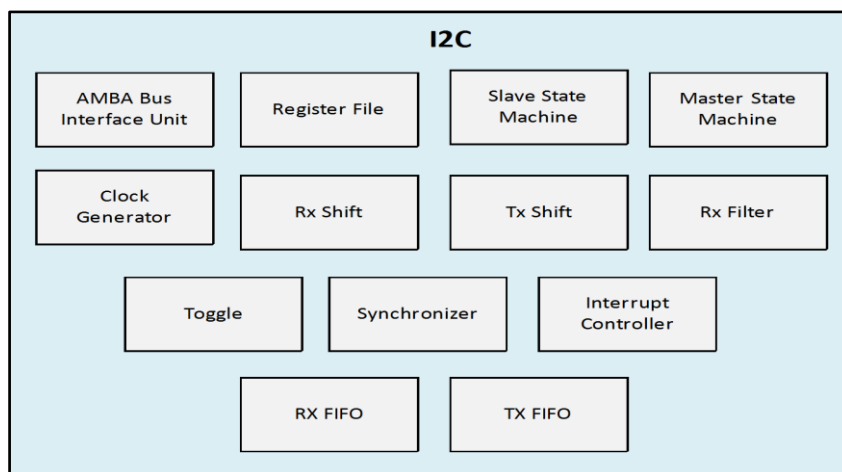 I2C
AMBA Bus
Interface Unit
Register File
Slave State
Machine
Master State
Machine
Clock
Generator
Rx Shift
Tx Shift
Rx Filter
Toggle
Synchronizer
Interrupt
Controller
RX FIFO
TX FIFO